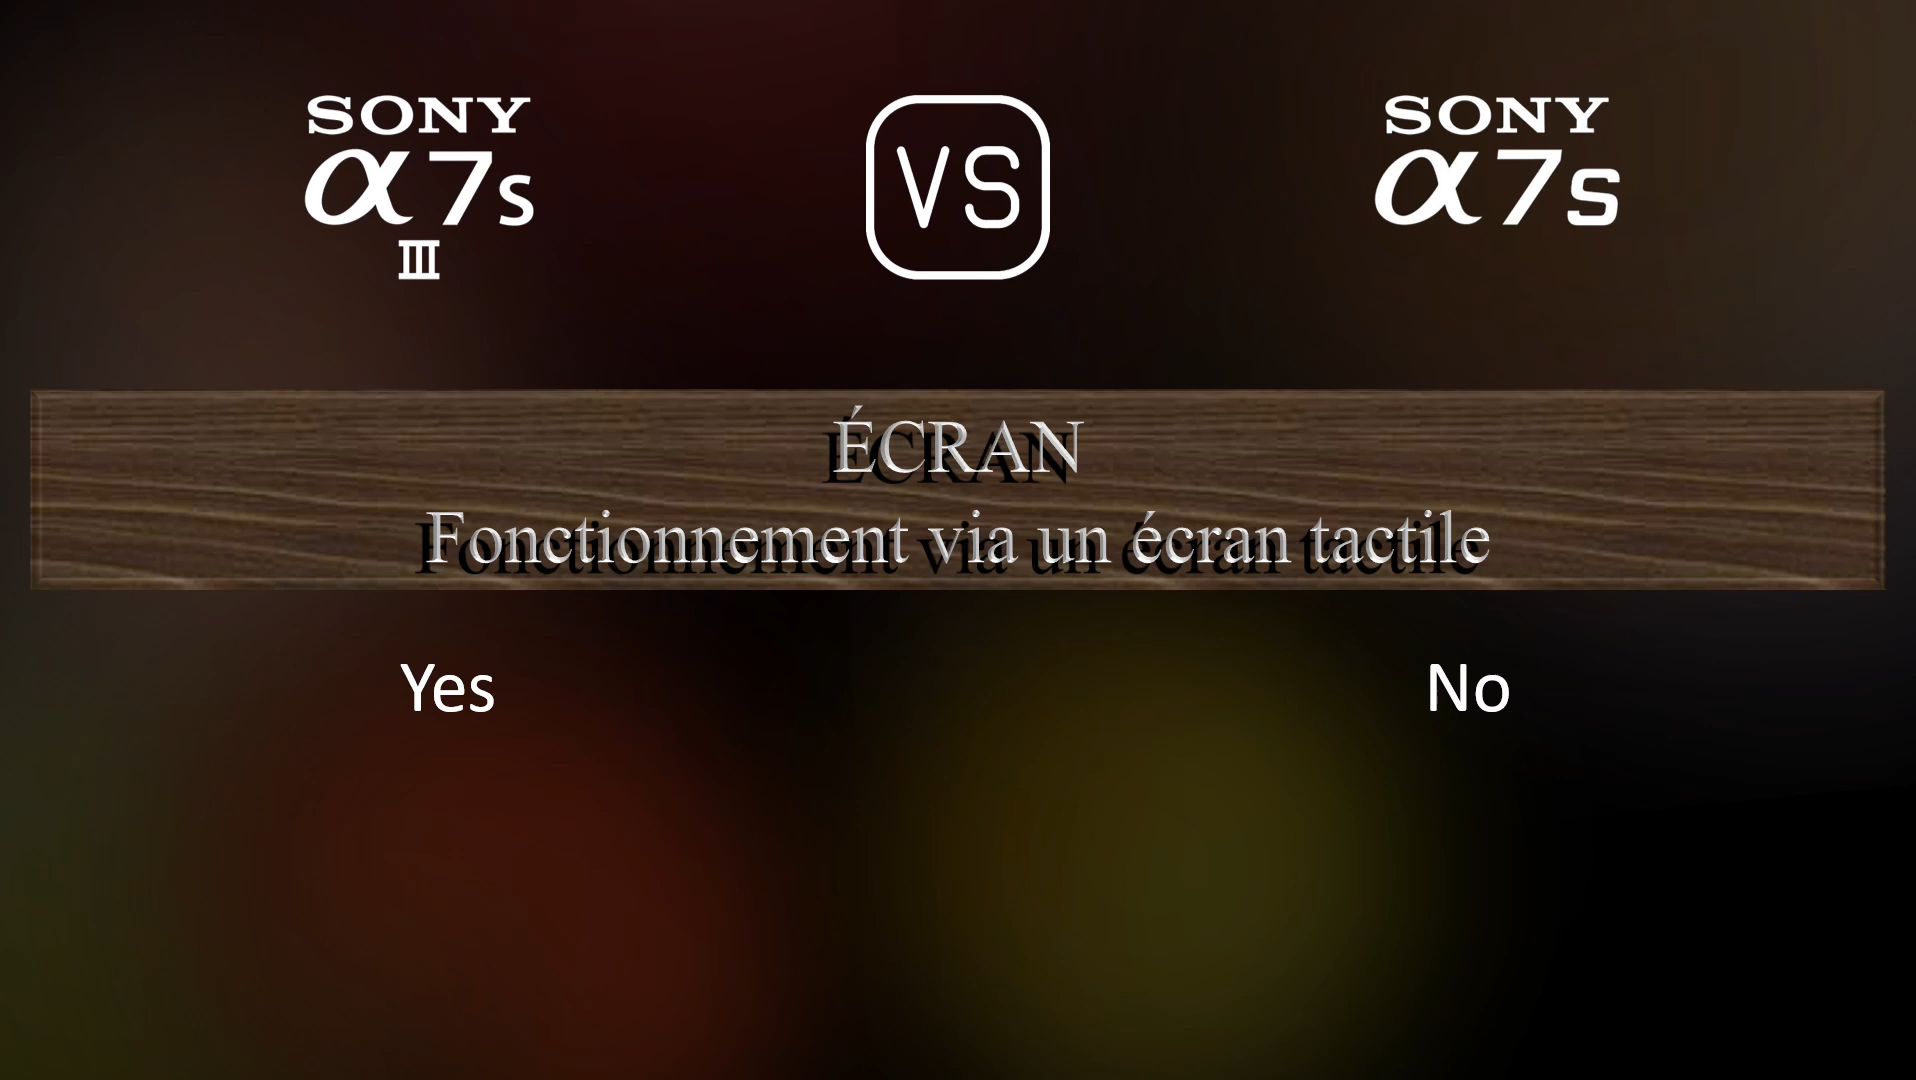 SONY
α7s
III
VS
SONY
α7s
ÉCRAN
Fonctionnement via un écran tactile
Yes
No